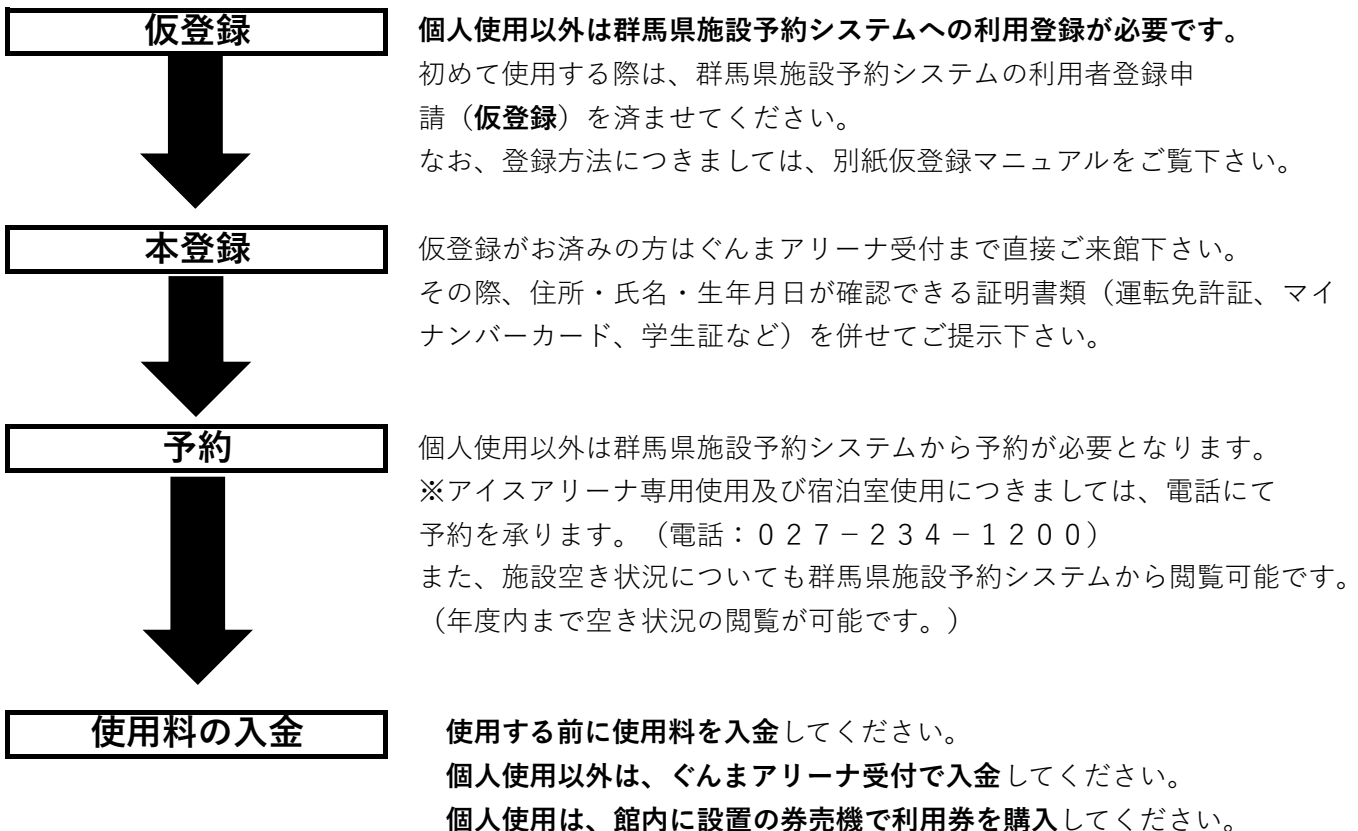 仮登録
個人使用以外は群馬県施設予約システムへの利用登録が必要です。
初めて使用する際は、群馬県施設予約システムの利用者登録申
請（仮登録）を済ませてください。
なお、登録方法につきましては、別紙仮登録マニュアルをご覧下さい。
本登録
仮登録がお済みの方はぐんまアリーナ受付まで直接ご来館下さい。
その際、住所・氏名・生年月日が確認できる証明書類（運転免許証、マイ
ナンバーカード、学生証など）を併せてご提示下さい。
予約
個人使用以外は群馬県施設予約システムから予約が必要となります。
※アイスアリーナ専用使用及び宿泊室使用につきましては、電話にて
予約を承ります。（電話：０２７－２３４－１２００）
また、施設空き状況についても群馬県施設予約システムから閲覧可能です。
（年度内まで空き状況の閲覧が可能です。）
使用料の入金
使用する前に使用料を入金してください。
個人使用以外は、ぐんまアリーナ受付で入金してください。
個人使用は、館内に設置の券売機で利用券を購入してください。